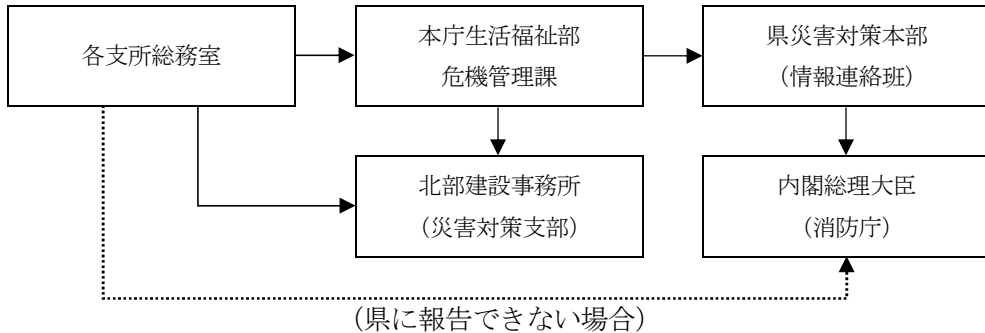 各支所総務室
本庁生活福祉部
危機管理課
県災害対策本部
（情報連絡班）
北部建設事務所
（災害対策支部）
内閣総理大臣
（消防庁）
（県に報告できない場合）